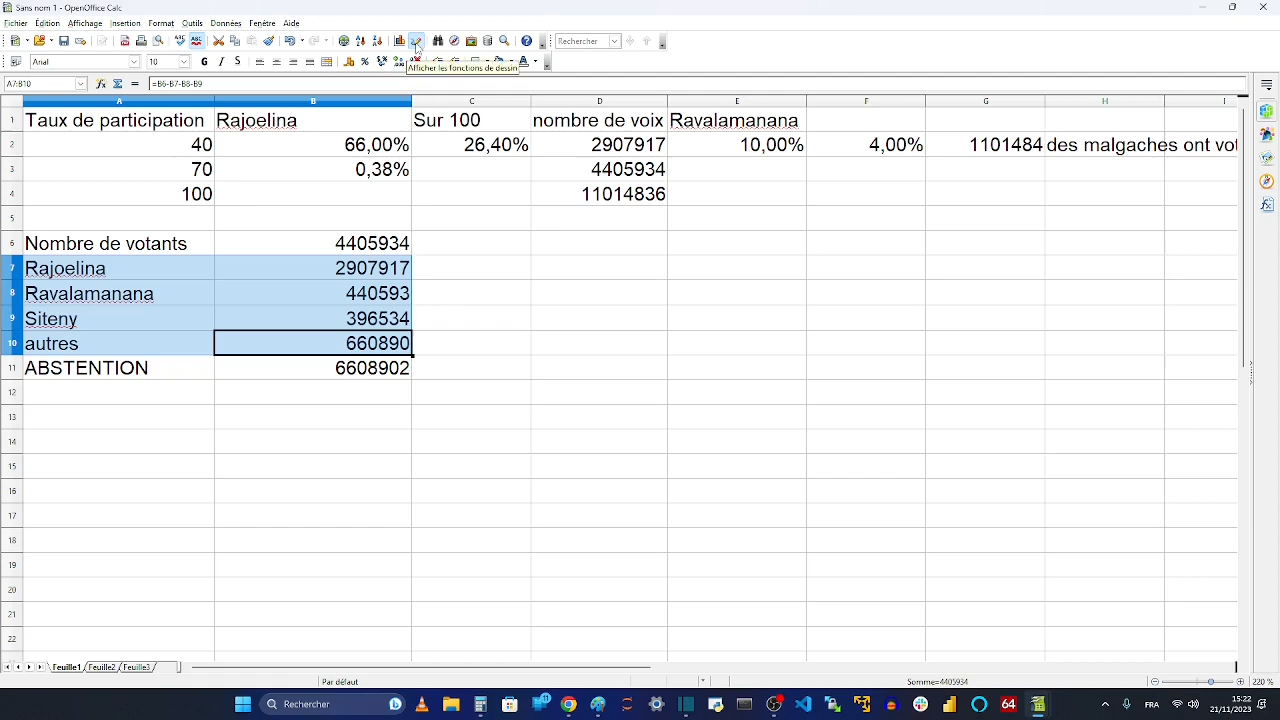 Sans nom 1 - OpenOffice Calc
Fichier Édition Affichage Insertion Format Outils Données Fenêtre Aide
Rechercher
Arial 10 G I S
Afficher les fonctions de dessin
A7:B10 =B6-B7-B8-B9
A B C D E F G H I
1 Taux de participation Rajoelina Sur 100 nombre de voix Ravalamanana
2 40 66,00% 26,40% 2907917 10,00% 4,00% 1101484 des malgaches ont vot
3 70 0,38% 4405934
4 100 11014836
5
6 Nombre de votants 4405934
7 Rajoelina 2907917
8 Ravalamanana 440593
9 Siteny 396534
10 autres 660890
11 ABSTENTION 6608902
12
13
14
15
16
17
18
19
20
21
22
Feuille1 Feuille2 Feuille3
Par défaut * Somme=4405934 220 %
Rechercher 11 64 FRA 15:22
21/11/2023